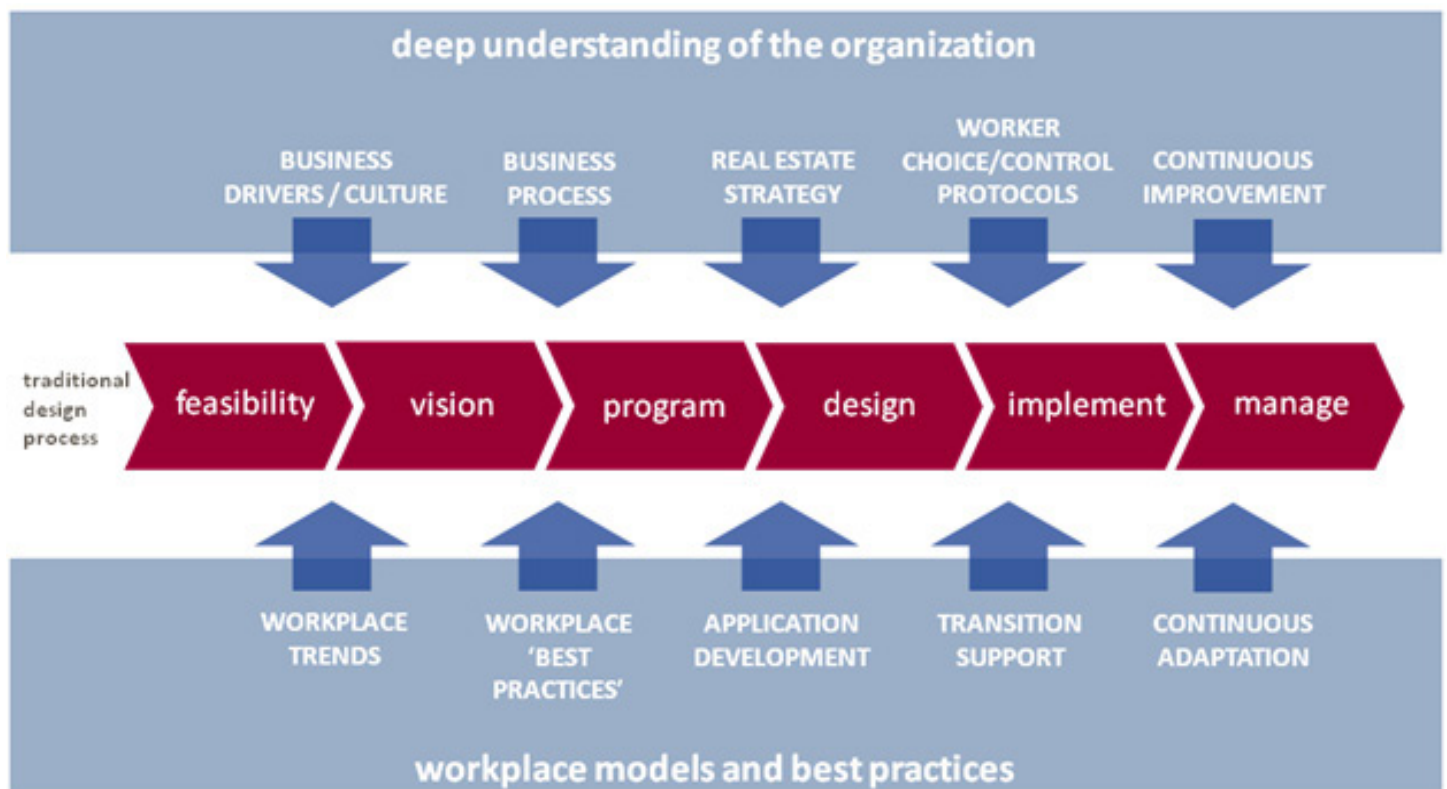 deep understanding of the organization
BUSINESS
DRIVERS / CULTURE
BUSINESS
PROCESS
REAL ESTATE
STRATEGY
WORKER
CHOICE/CONTROL
PROTOCOLS
CONTINUOUS
IMPROVEMENT
traditional
design
process
feasibility
vision
program
design
implement
manage
WORKPLACE
TRENDS
WORKPLACE
‘BEST
PRACTICES’
APPLICATION
DEVELOPMENT
TRANSITION
SUPPORT
CONTINUOUS
ADAPTATION
workplace models and best practices